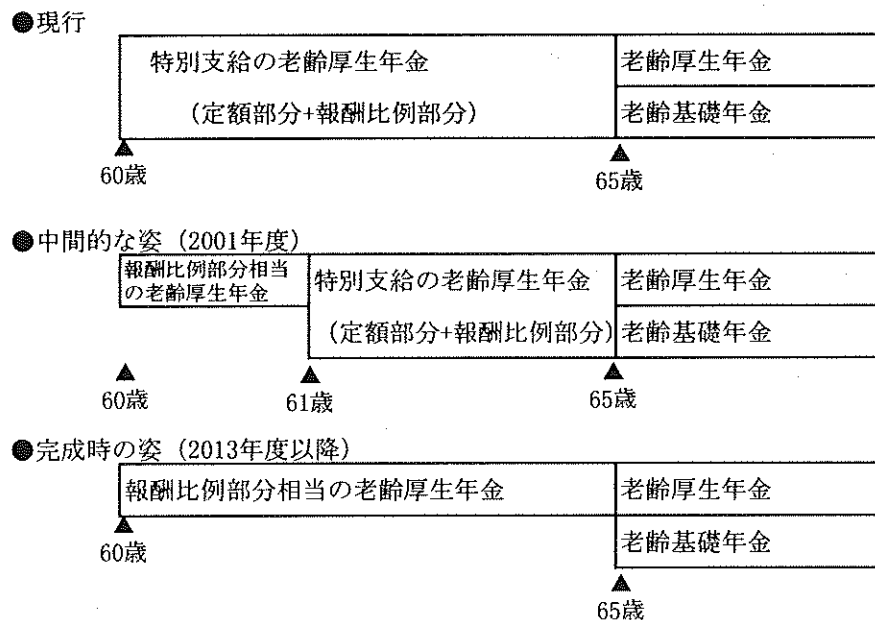 ●現行
特別支給の老齢厚生年金
(定額部分+報酬比例部分)
老齢厚生年金
老齢基礎年金
60歳
65歳
●中間的な姿 (2001年度)
報酬比例部分相当
の老齢厚生年金
特別支給の老齢厚生年金
(定額部分+報酬比例部分)
老齢厚生年金
老齢基礎年金
60歳
61歳
65歳
●完成時の姿 (2013年度以降)
報酬比例部分相当の老齢厚生年金
老齢厚生年金
老齢基礎年金
60歳
65歳